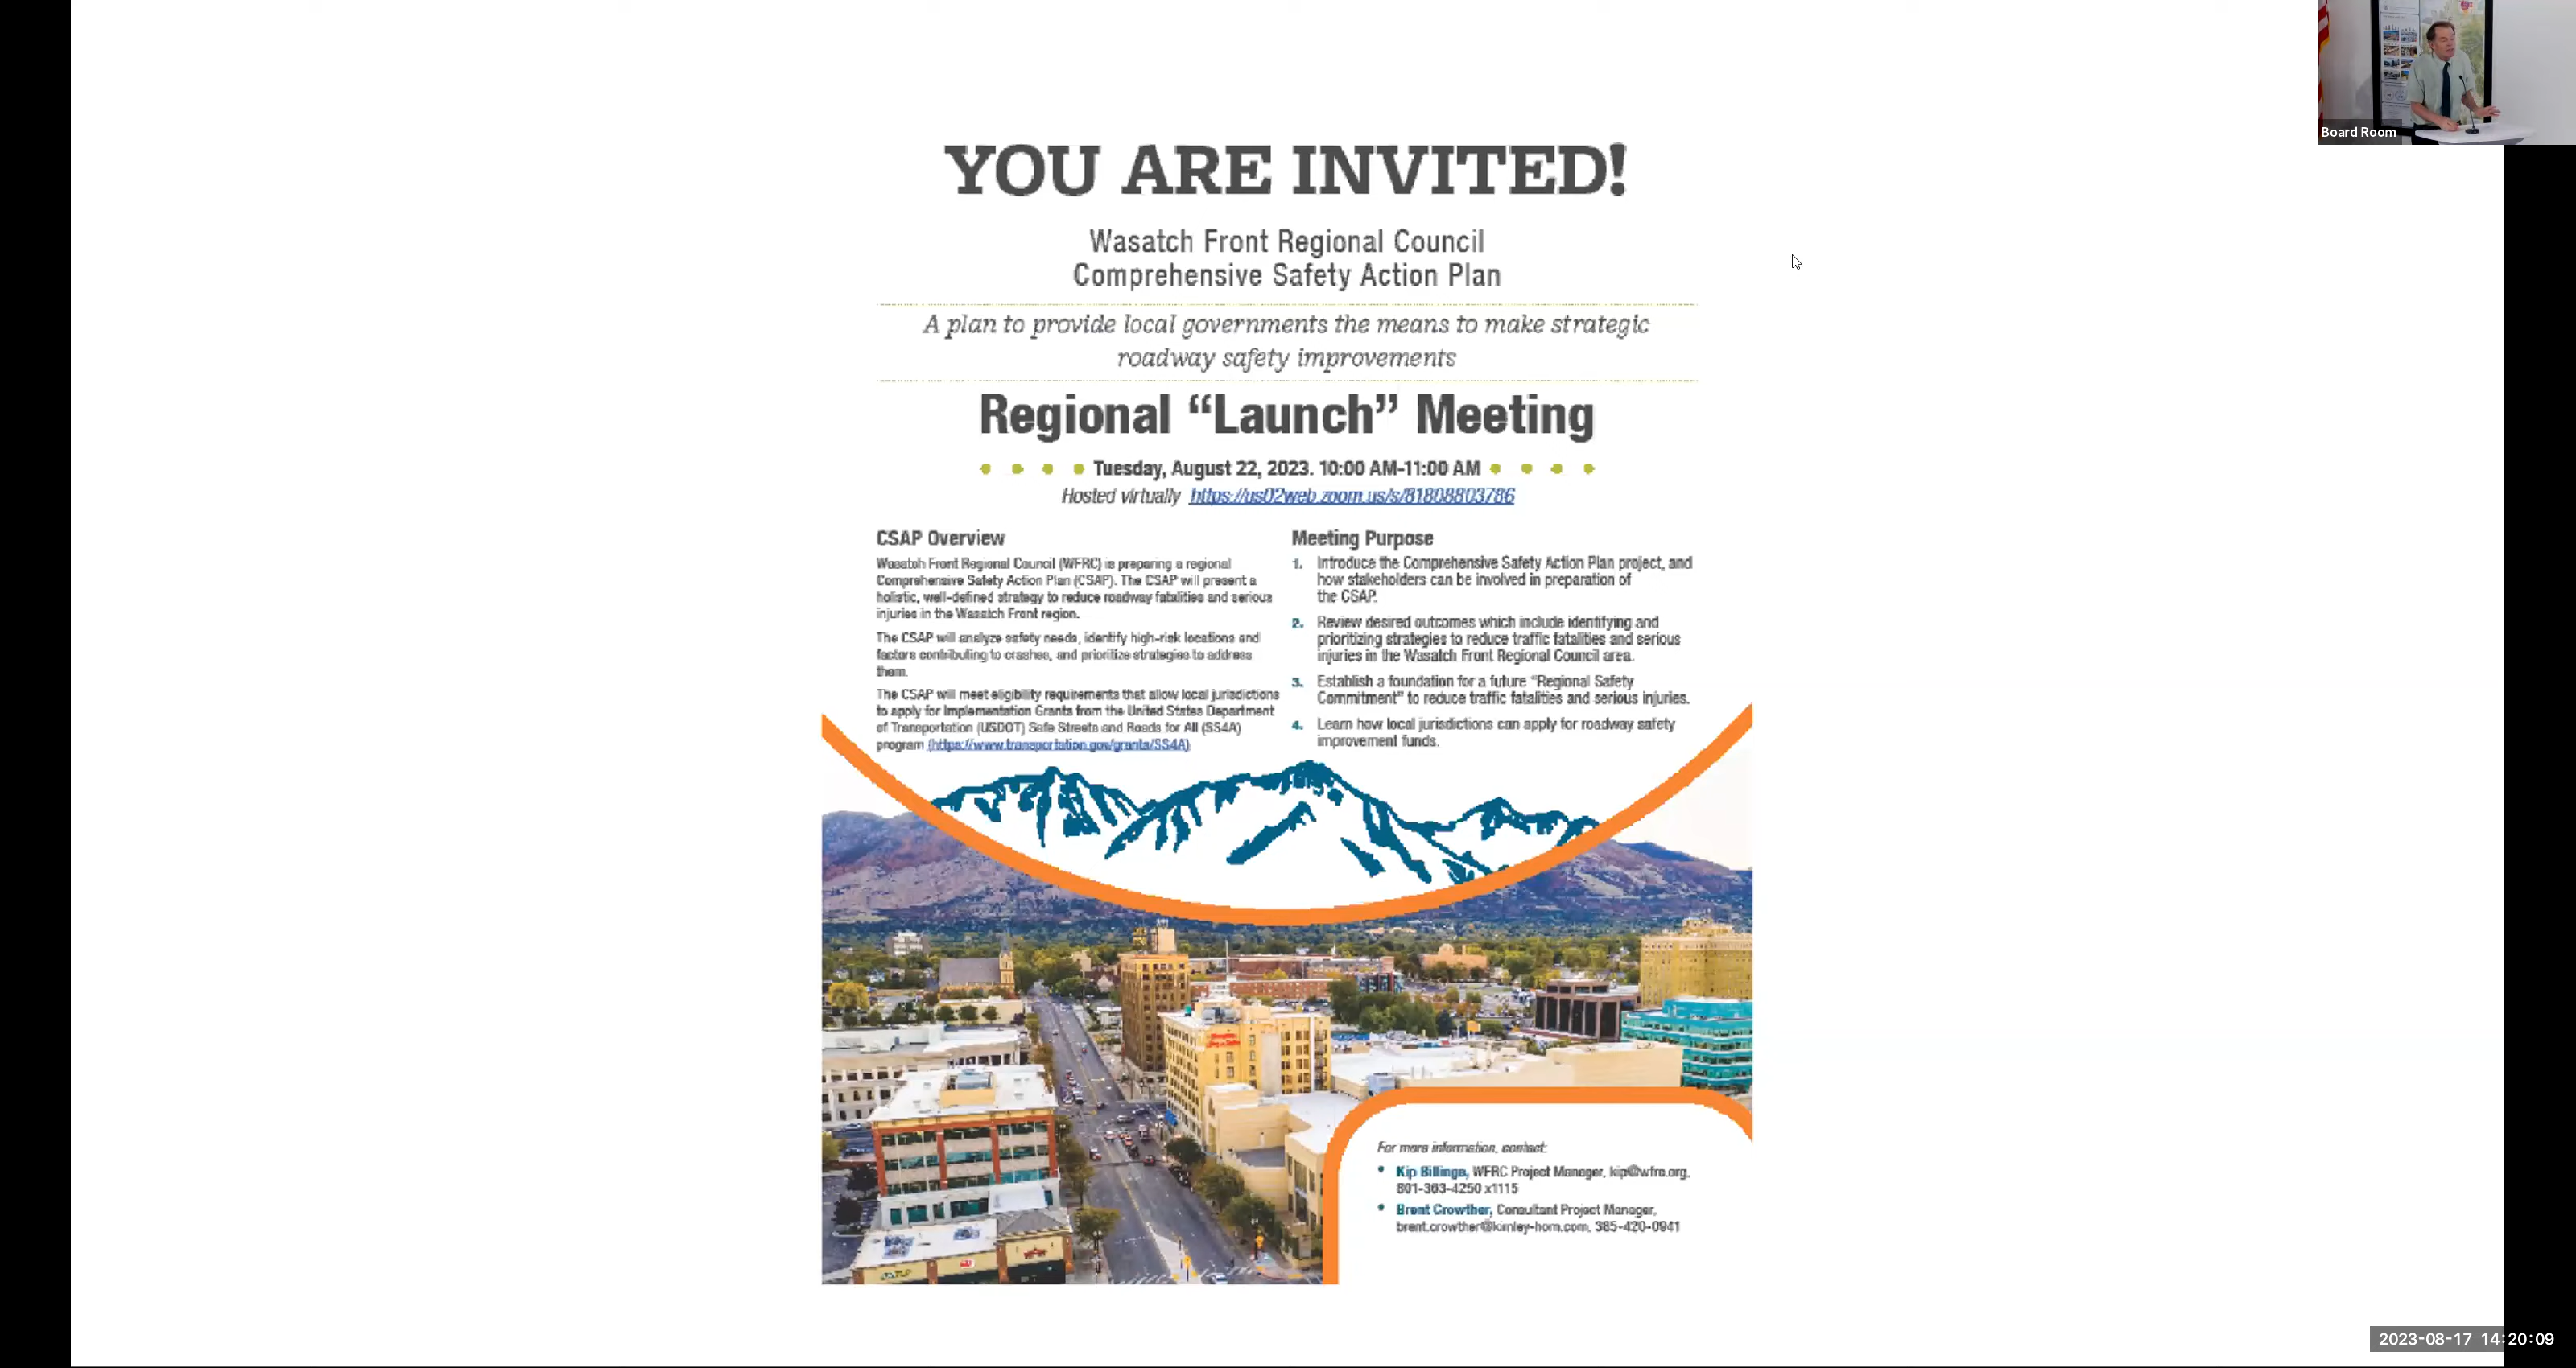 Board Room
YOU ARE INVITED!
Wasatch Front Regional Council
Comprehensive Safety Action Plan
A plan to provide local governments the means to make strategic
roadway safety improvements
Regional “Launch” Meeting
Tuesday, August 22, 2023. 10:00 AM-11:00 AM
Hosted virtually https://us02web.zoom.us/s/81808803786
CSAP Overview
Wasatch Front Regional Council (WFRC) is preparing a regional
Comprehensive Safety Action Plan (CSAP). The CSAP will present a
holistic, well-defined strategy to reduce roadway fatalities and serious
injuries in the Wasatch Front region.
The CSAP will analyze safety needs, identify high-risk locations and
factors contributing to crashes, and prioritize strategies to address
them.
The CSAP will meet eligibility requirements that allow local jurisdictions
to apply for Implementation Grants from the United States Department
of Transportation (USDOT) Safe Streets and Roads for All (SS4A)
program (https://www.transportation.gov/grants/SS4A)
Meeting Purpose
1. Introduce the Comprehensive Safety Action Plan project, and
how stakeholders can be involved in preparation of
the CSAP.
2. Review desired outcomes which include identifying and
prioritizing strategies to reduce traffic fatalities and serious
injuries in the Wasatch Front Regional Council area.
3. Establish a foundation for a future “Regional Safety
Commitment” to reduce traffic fatalities and serious injuries.
4. Learn how local jurisdictions can apply for roadway safety
improvement funds.
For more information, contact:
• Kip Billings, WFRC Project Manager, kip@wfrc.org,
801-363-4250 x1115
• Brent Crowther, Consultant Project Manager,
brent.crowther@kimley-horn.com, 385-420-0941
2023-08-17 14:20:09